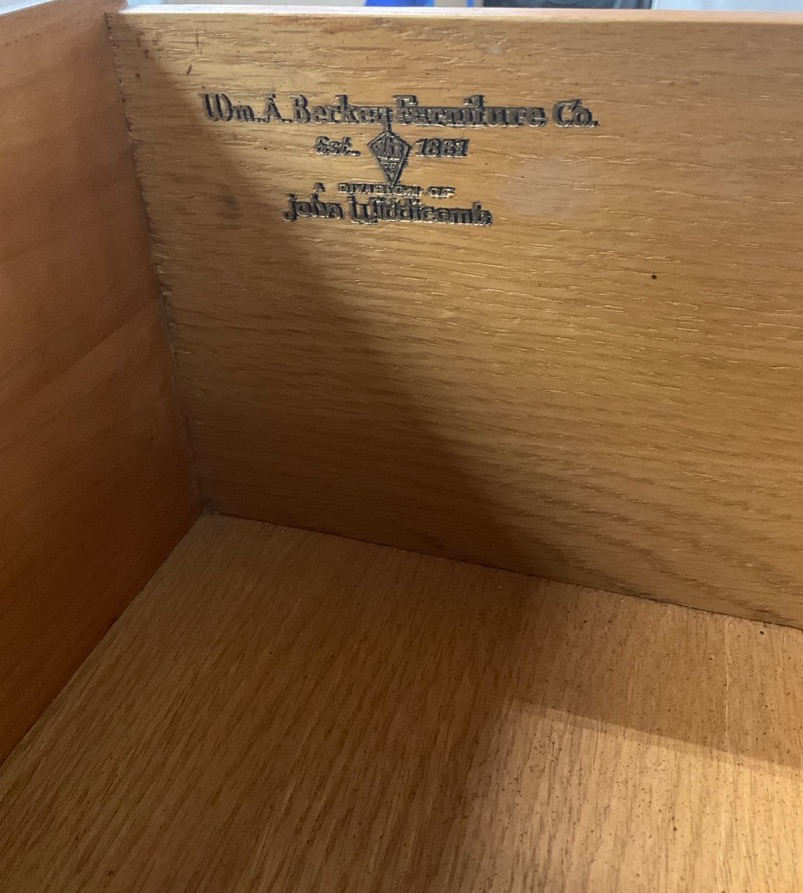 Wm. A. Berkey Furniture Co.
Est. 1881
A DIVISION OF
John Widdicomb